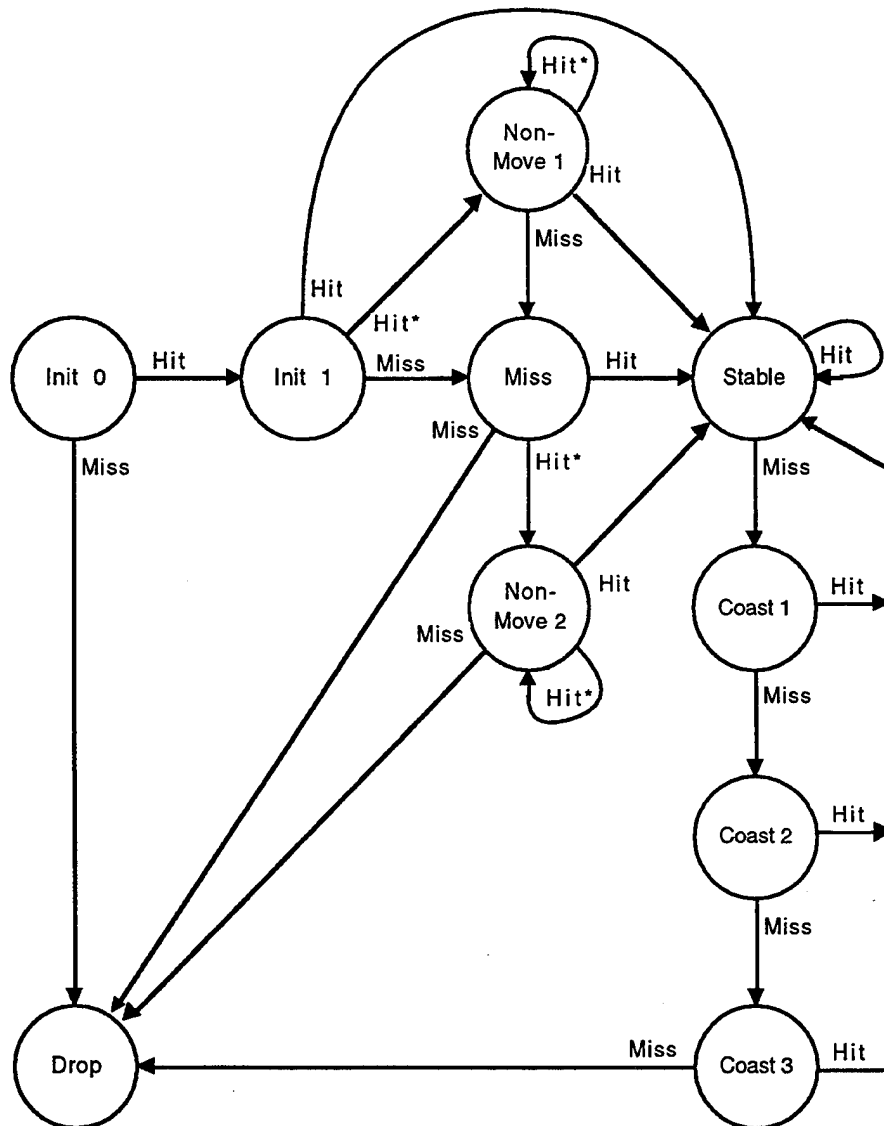 Hit*
Non-
Move 1
Hit
Miss
Hit
Hit*
Init 0
Hit
Init 1
Miss
Miss
Hit
Stable
Hit
Miss
Miss
Hit*
Miss
Non-
Move 2
Hit
Miss
Hit*
Coast 1
Hit
Miss
Coast 2
Hit
Miss
Drop
Miss
Coast 3
Hit